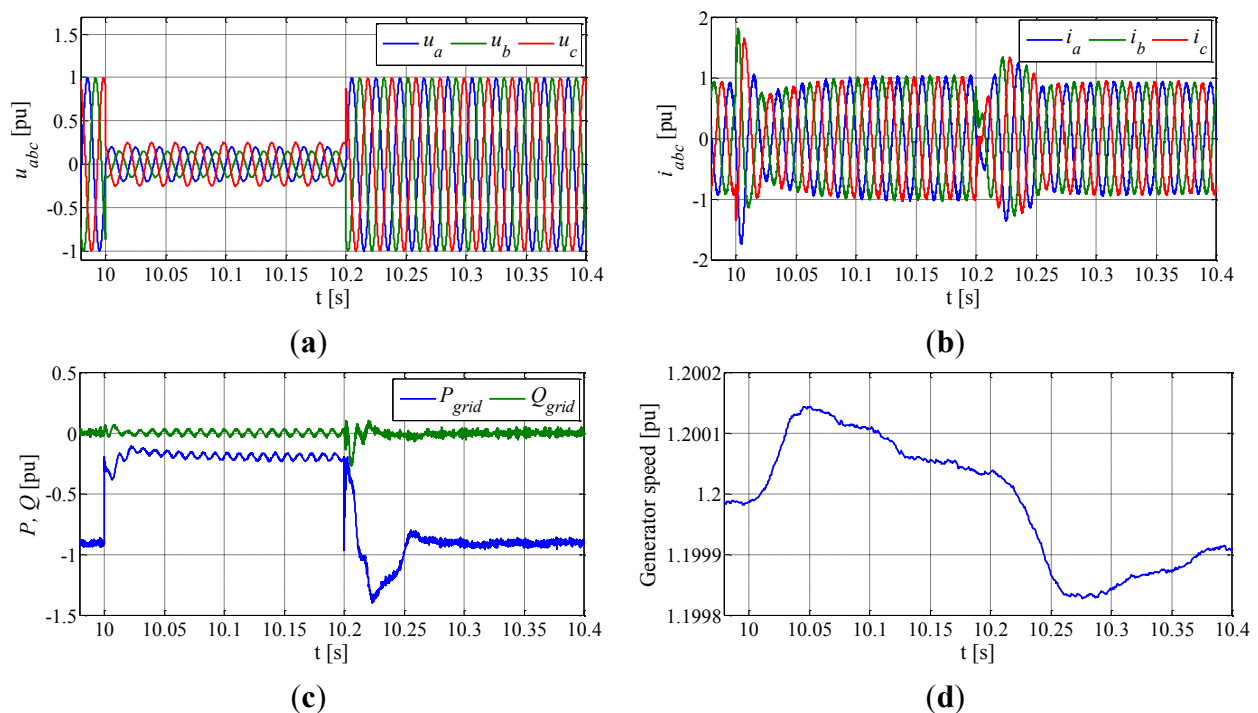 1.5
1
0.5
0
-0.5
-1
u_abc [pu]
u_a u_b u_c
10 10.05 10.1 10.15 10.2 10.25 10.3 10.35 10.4
t [s]
(a)
2
1
0
-1
-2
i_abc [pu]
i_a i_b i_c
10 10.05 10.1 10.15 10.2 10.25 10.3 10.35 10.4
t [s]
(b)
0.5
0
-0.5
-1
-1.5
P, Q [pu]
P_grid Q_grid
10 10.05 10.1 10.15 10.2 10.25 10.3 10.35 10.4
t [s]
(c)
1.2002
1.2001
1.2
1.1999
1.1998
Generator speed [pu]
10 10.05 10.1 10.15 10.2 10.25 10.3 10.35 10.4
t [s]
(d)